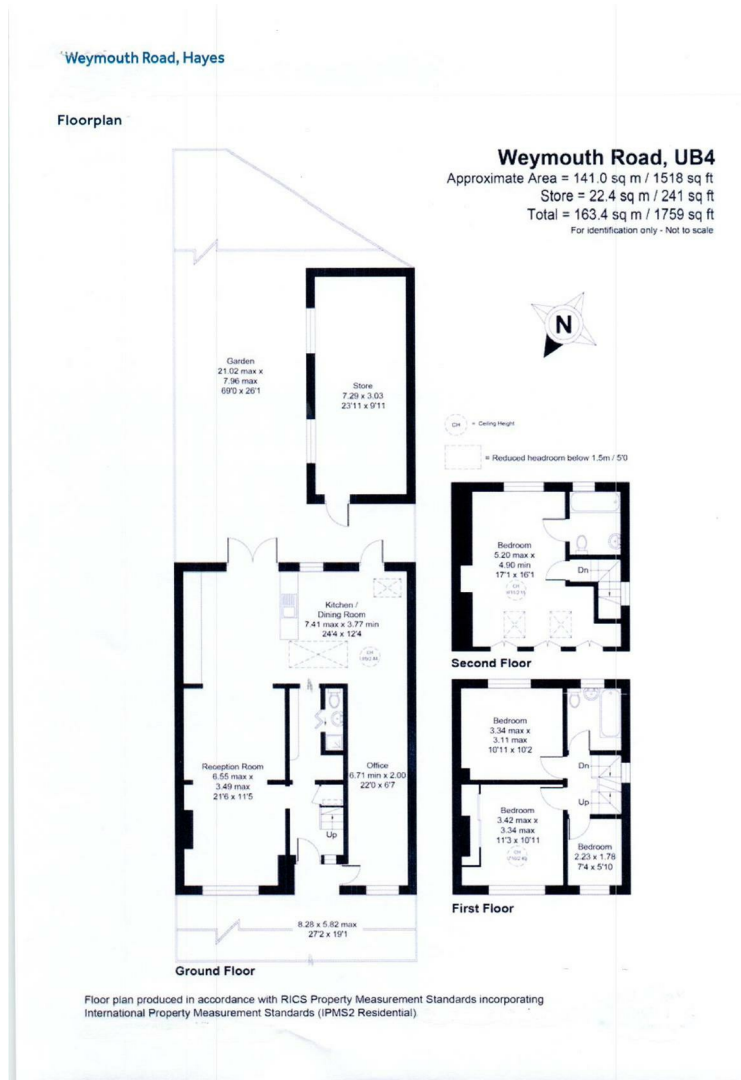 Weymouth Road, Hayes
Floorplan
Weymouth Road, UB4
Approximate Area = 141.0 sq m / 1518 sq ft
Store = 22.4 sq m / 241 sq ft
Total = 163.4 sq m / 1759 sq ft
For identification only - Not to scale
N
Garden
21.02 max x
7.96 max
69'0 x 26'1
Store
7.29 x 3.03
23'11 x 9'11
CH = Ceiling Height
= Reduced headroom below 1.5m / 5'0
Bedroom
5.20 max x
4.90 min
17'1 x 16'1
CH
Dn
Second Floor
Kitchen /
Dining Room
7.41 max x 3.77 min
24'4 x 12'4
CH
Reception Room
6.55 max x
3.49 max
21'6 x 11'5
Office
6.71 min x 2.00
22'0 x 6'7
Up
8.28 x 5.82 max
27'2 x 19'1
Ground Floor
Bedroom
3.34 max x
3.11 max
10'11 x 10'2
Dn
Up
Bedroom
3.42 max x
3.34 max
11'3 x 10'11
CH
Bedroom
2.23 x 1.78
7'4 x 5'10
First Floor
Floor plan produced in accordance with RICS Property Measurement Standards incorporating
International Property Measurement Standards (IPMS2 Residential)